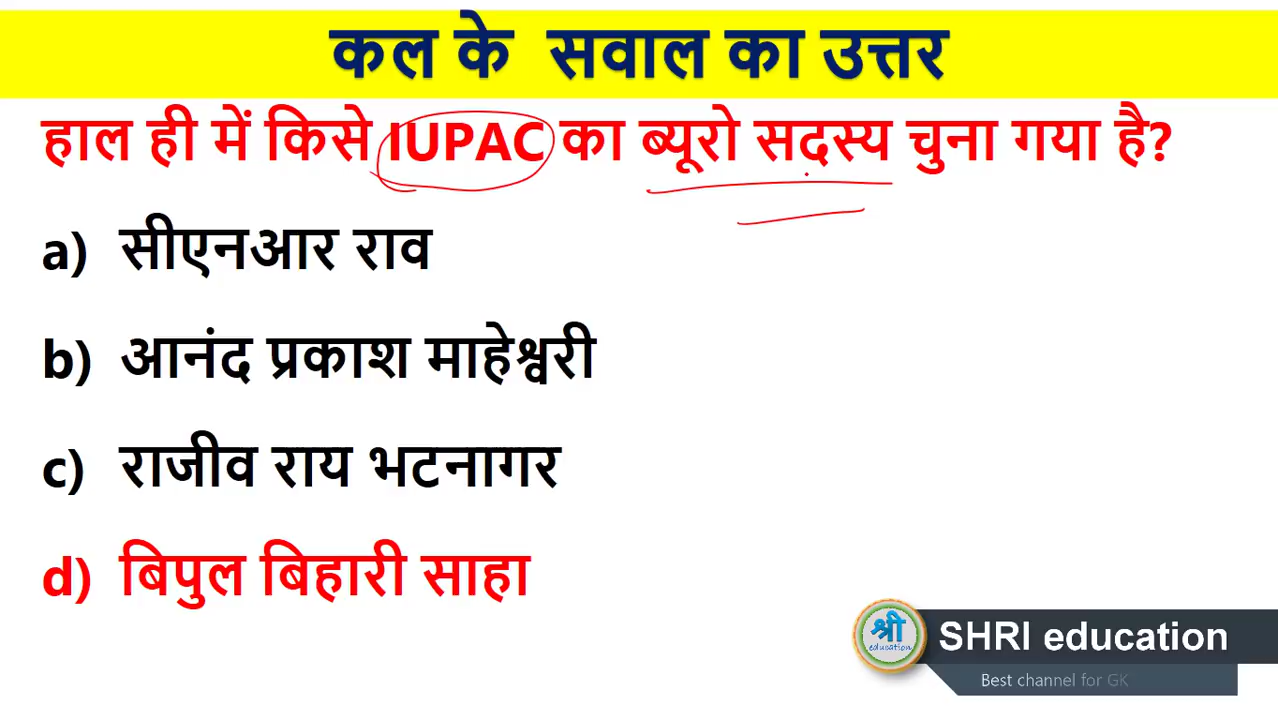 कल के सवाल का उत्तर
हाल ही में किसे IUPAC का ब्यूरो सदस्य चुना गया है?
a) सीएनआर राव
b) आनंद प्रकाश माहेश्वरी
c) राजीव राय भटनागर
d) बिपुल बिहारी साहा
श्री
education
SHRI education
Best channel for GK